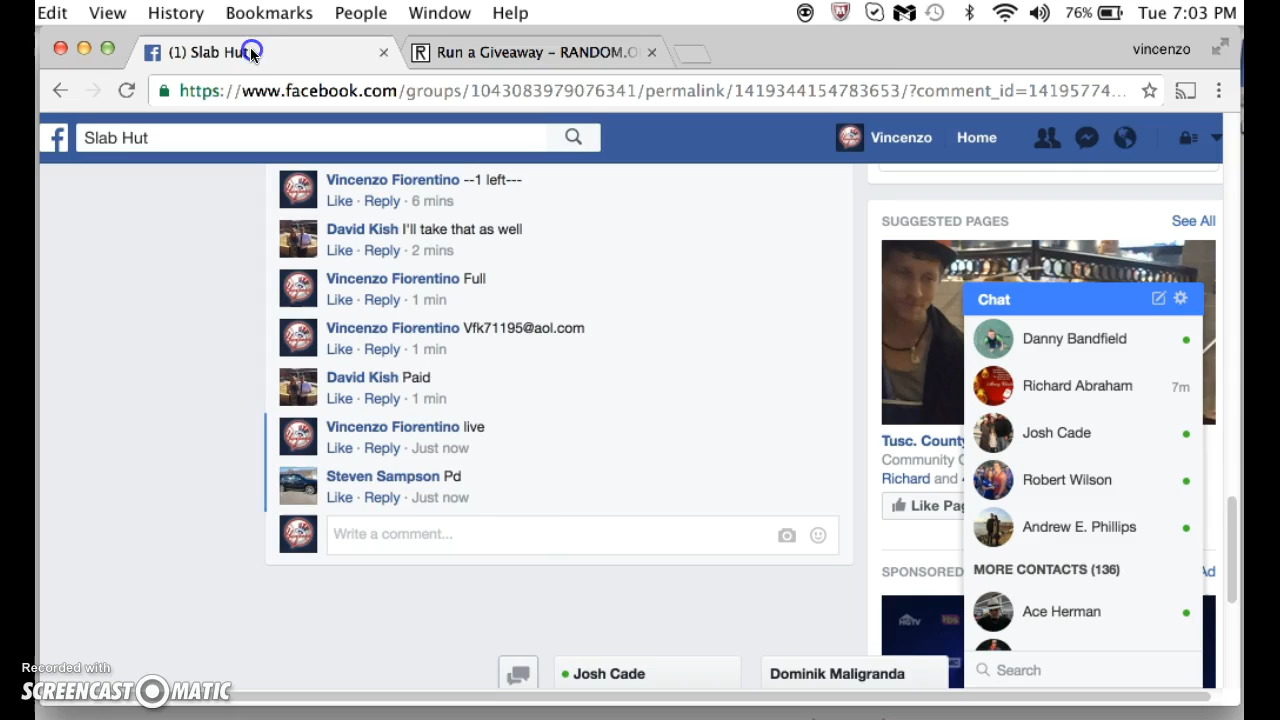 Edit View History Bookmarks People Window Help 76% Tue 7:03 PM
(1) Slab Hut
Run a Giveaway – RANDOM.O
vincenzo
https://www.facebook.com/groups/1043083979076341/permalink/1419344154783653/?comment_id=14195774...
Slab Hut
Vincenzo Home
Vincenzo Fiorentino --1 left---
Like · Reply · 6 mins
David Kish I'll take that as well
Like · Reply · 2 mins
Vincenzo Fiorentino Full
Like · Reply · 1 min
Vincenzo Fiorentino Vfk71195@aol.com
Like · Reply · 1 min
David Kish Paid
Like · Reply · 1 min
Vincenzo Fiorentino live
Like · Reply · Just now
Steven Sampson Pd
Like · Reply · Just now
Write a comment...
SUGGESTED PAGES See All
Tusc. County
Community
Richard and
Like Pag
SPONSORED
Ad
HGTV
Chat
Danny Bandfield
Richard Abraham 7m
Josh Cade
Robert Wilson
Andrew E. Phillips
MORE CONTACTS (136)
Ace Herman
Search
Josh Cade
Dominik Maligranda
Recorded with
SCREENCAST MATIC